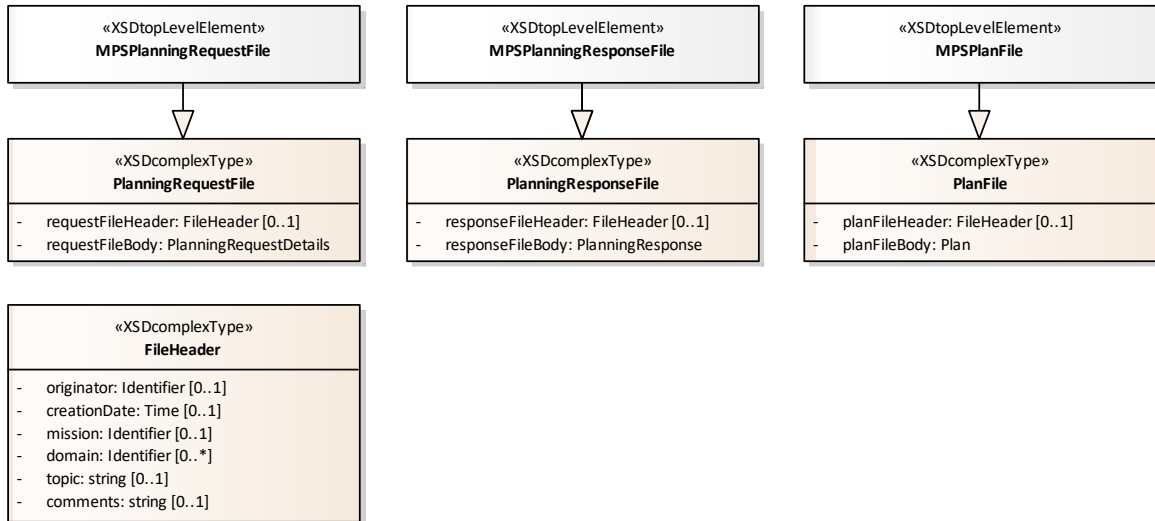 «XSDtopLevelElement»
MPSPlanningRequestFile
«XSDtopLevelElement»
MPSPlanningResponseFile
«XSDtopLevelElement»
MPSPlanFile
«XSDcomplexType»
PlanningRequestFile
- requestFileHeader: FileHeader [0..1]
- requestFileBody: PlanningRequestDetails
«XSDcomplexType»
PlanningResponseFile
- responseFileHeader: FileHeader [0..1]
- responseFileBody: PlanningResponse
«XSDcomplexType»
PlanFile
- planFileHeader: FileHeader [0..1]
- planFileBody: Plan
«XSDcomplexType»
FileHeader
- originator: Identifier [0..1]
- creationDate: Time [0..1]
- mission: Identifier [0..1]
- domain: Identifier [0..*]
- topic: string [0..1]
- comments: string [0..1]